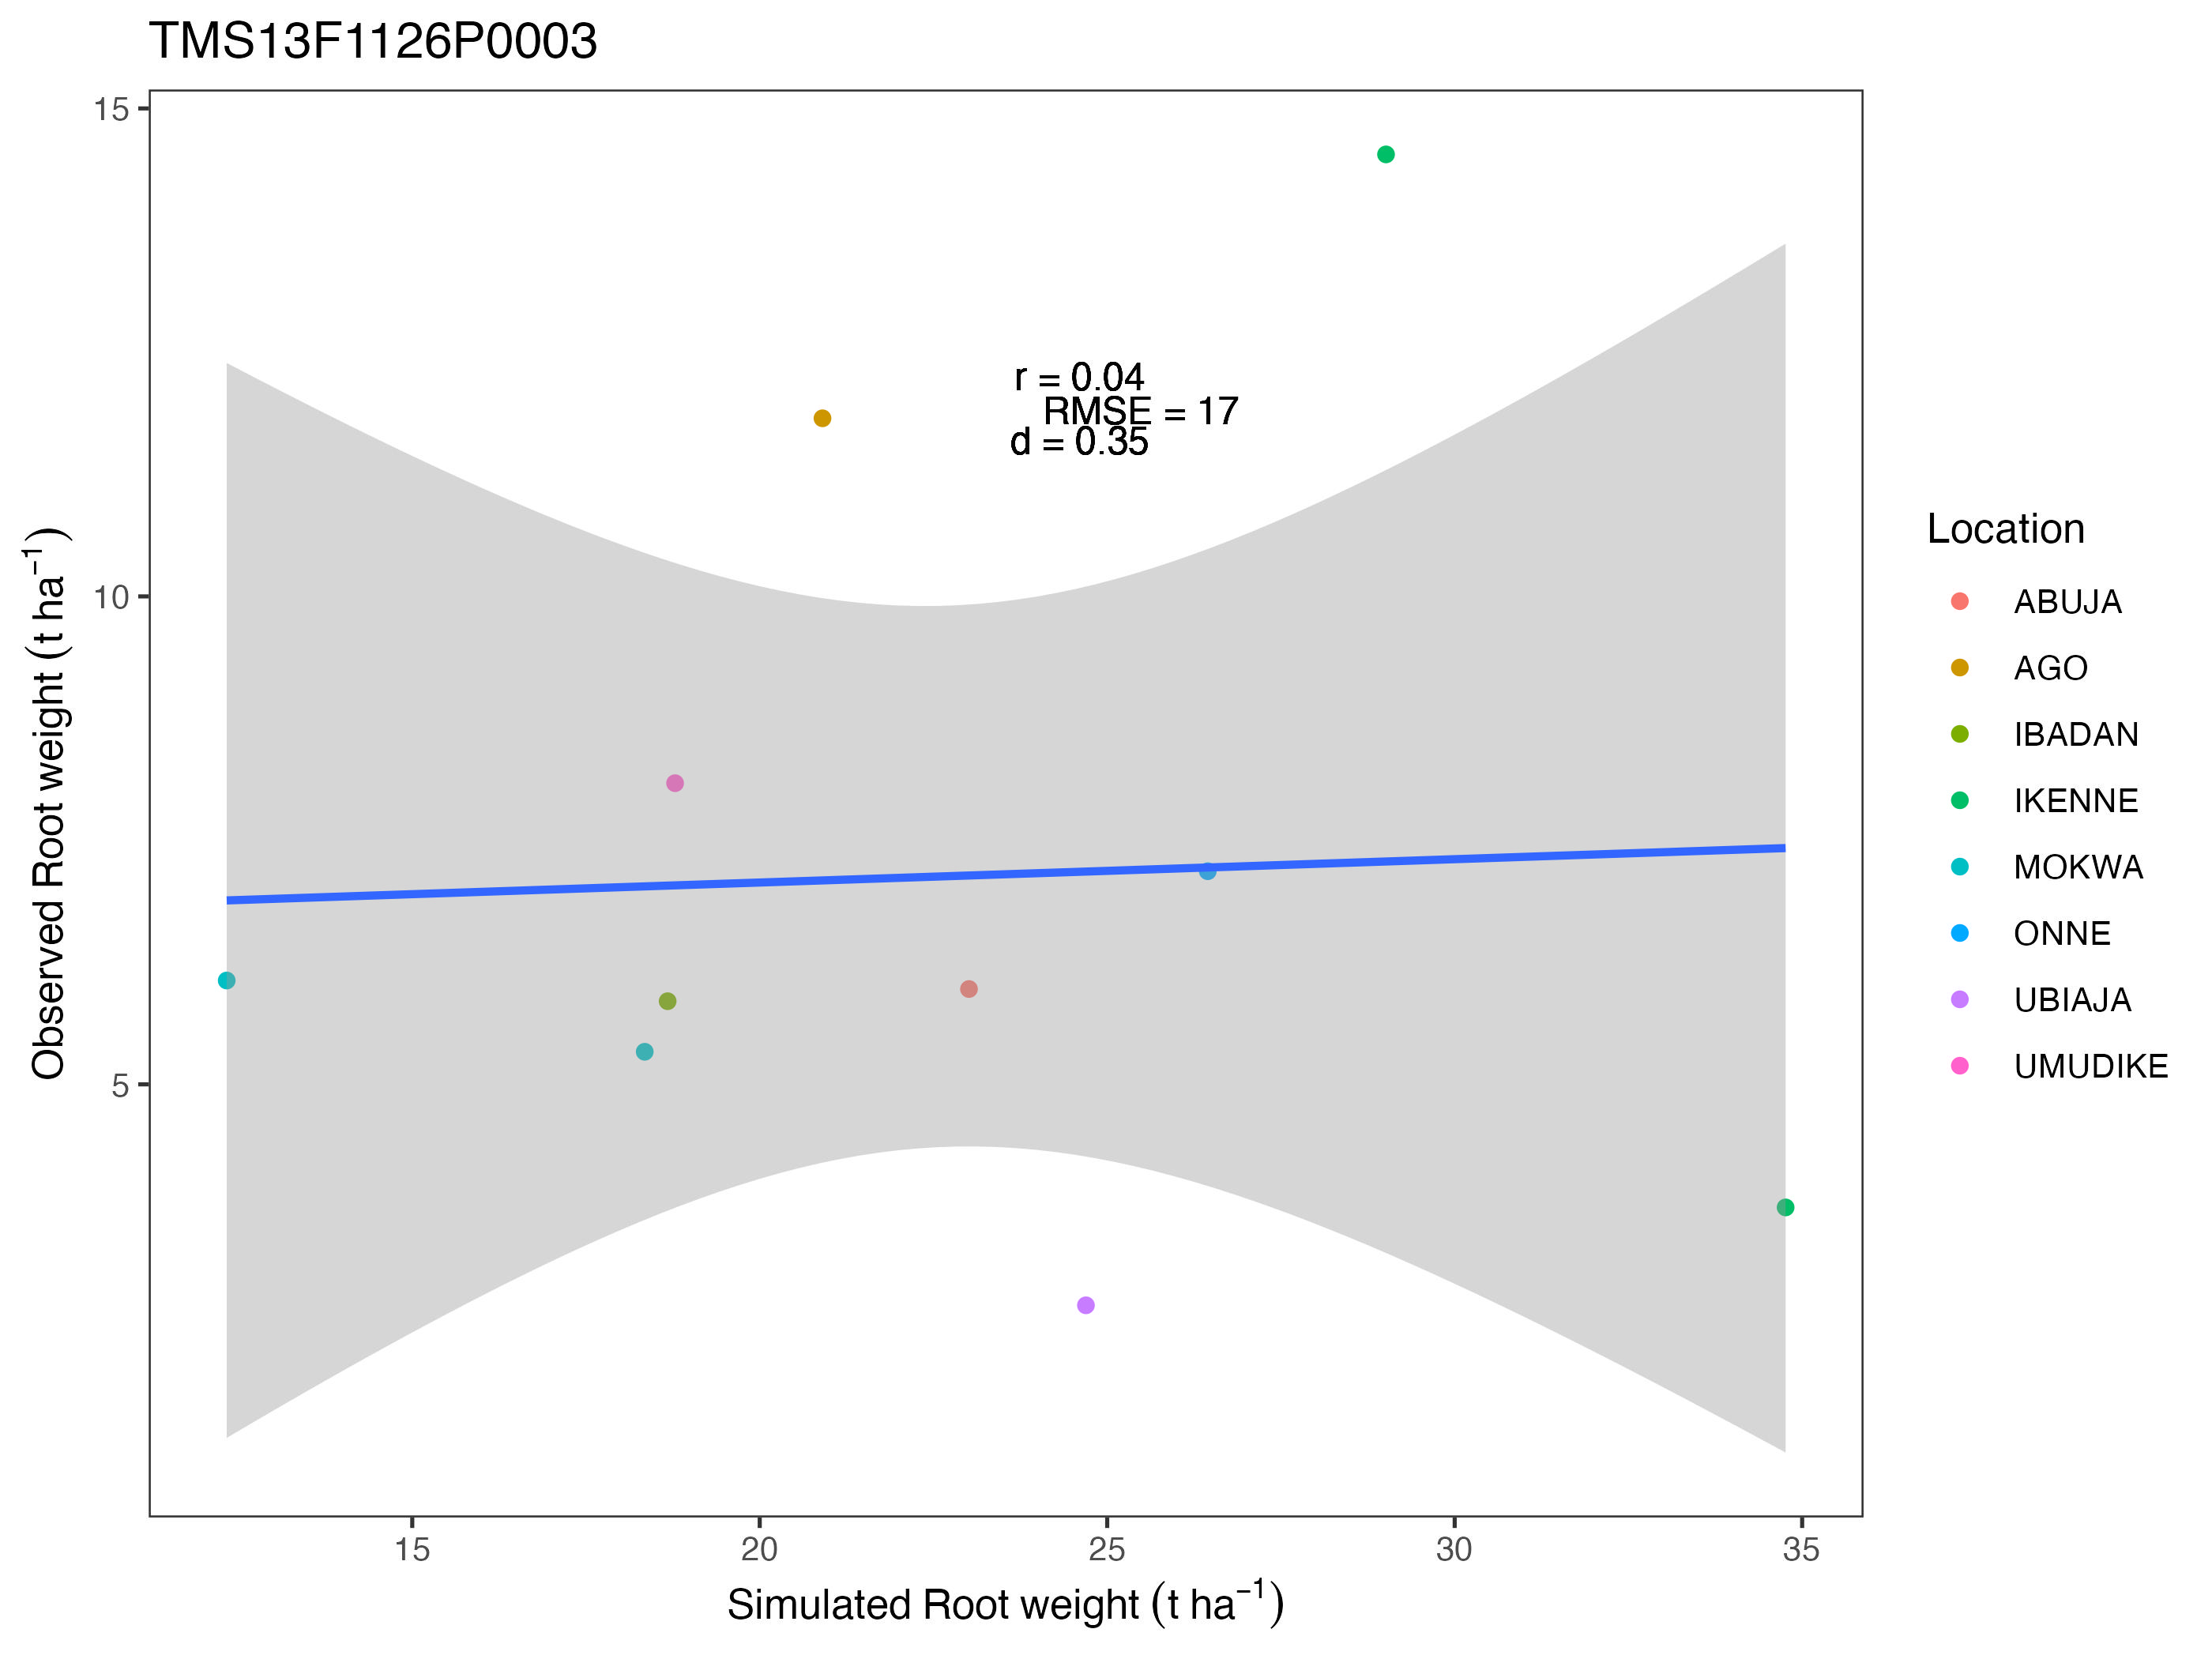 TMS13F1126P0003
15
10
5
Observed Root weight (t ha⁻¹)
r = 0.04
RMSE = 17
d = 0.35
15 20 25 30 35
Simulated Root weight (t ha⁻¹)
Location
ABUJA
AGO
IBADAN
IKENNE
MOKWA
ONNE
UBIAJA
UMUDIKE